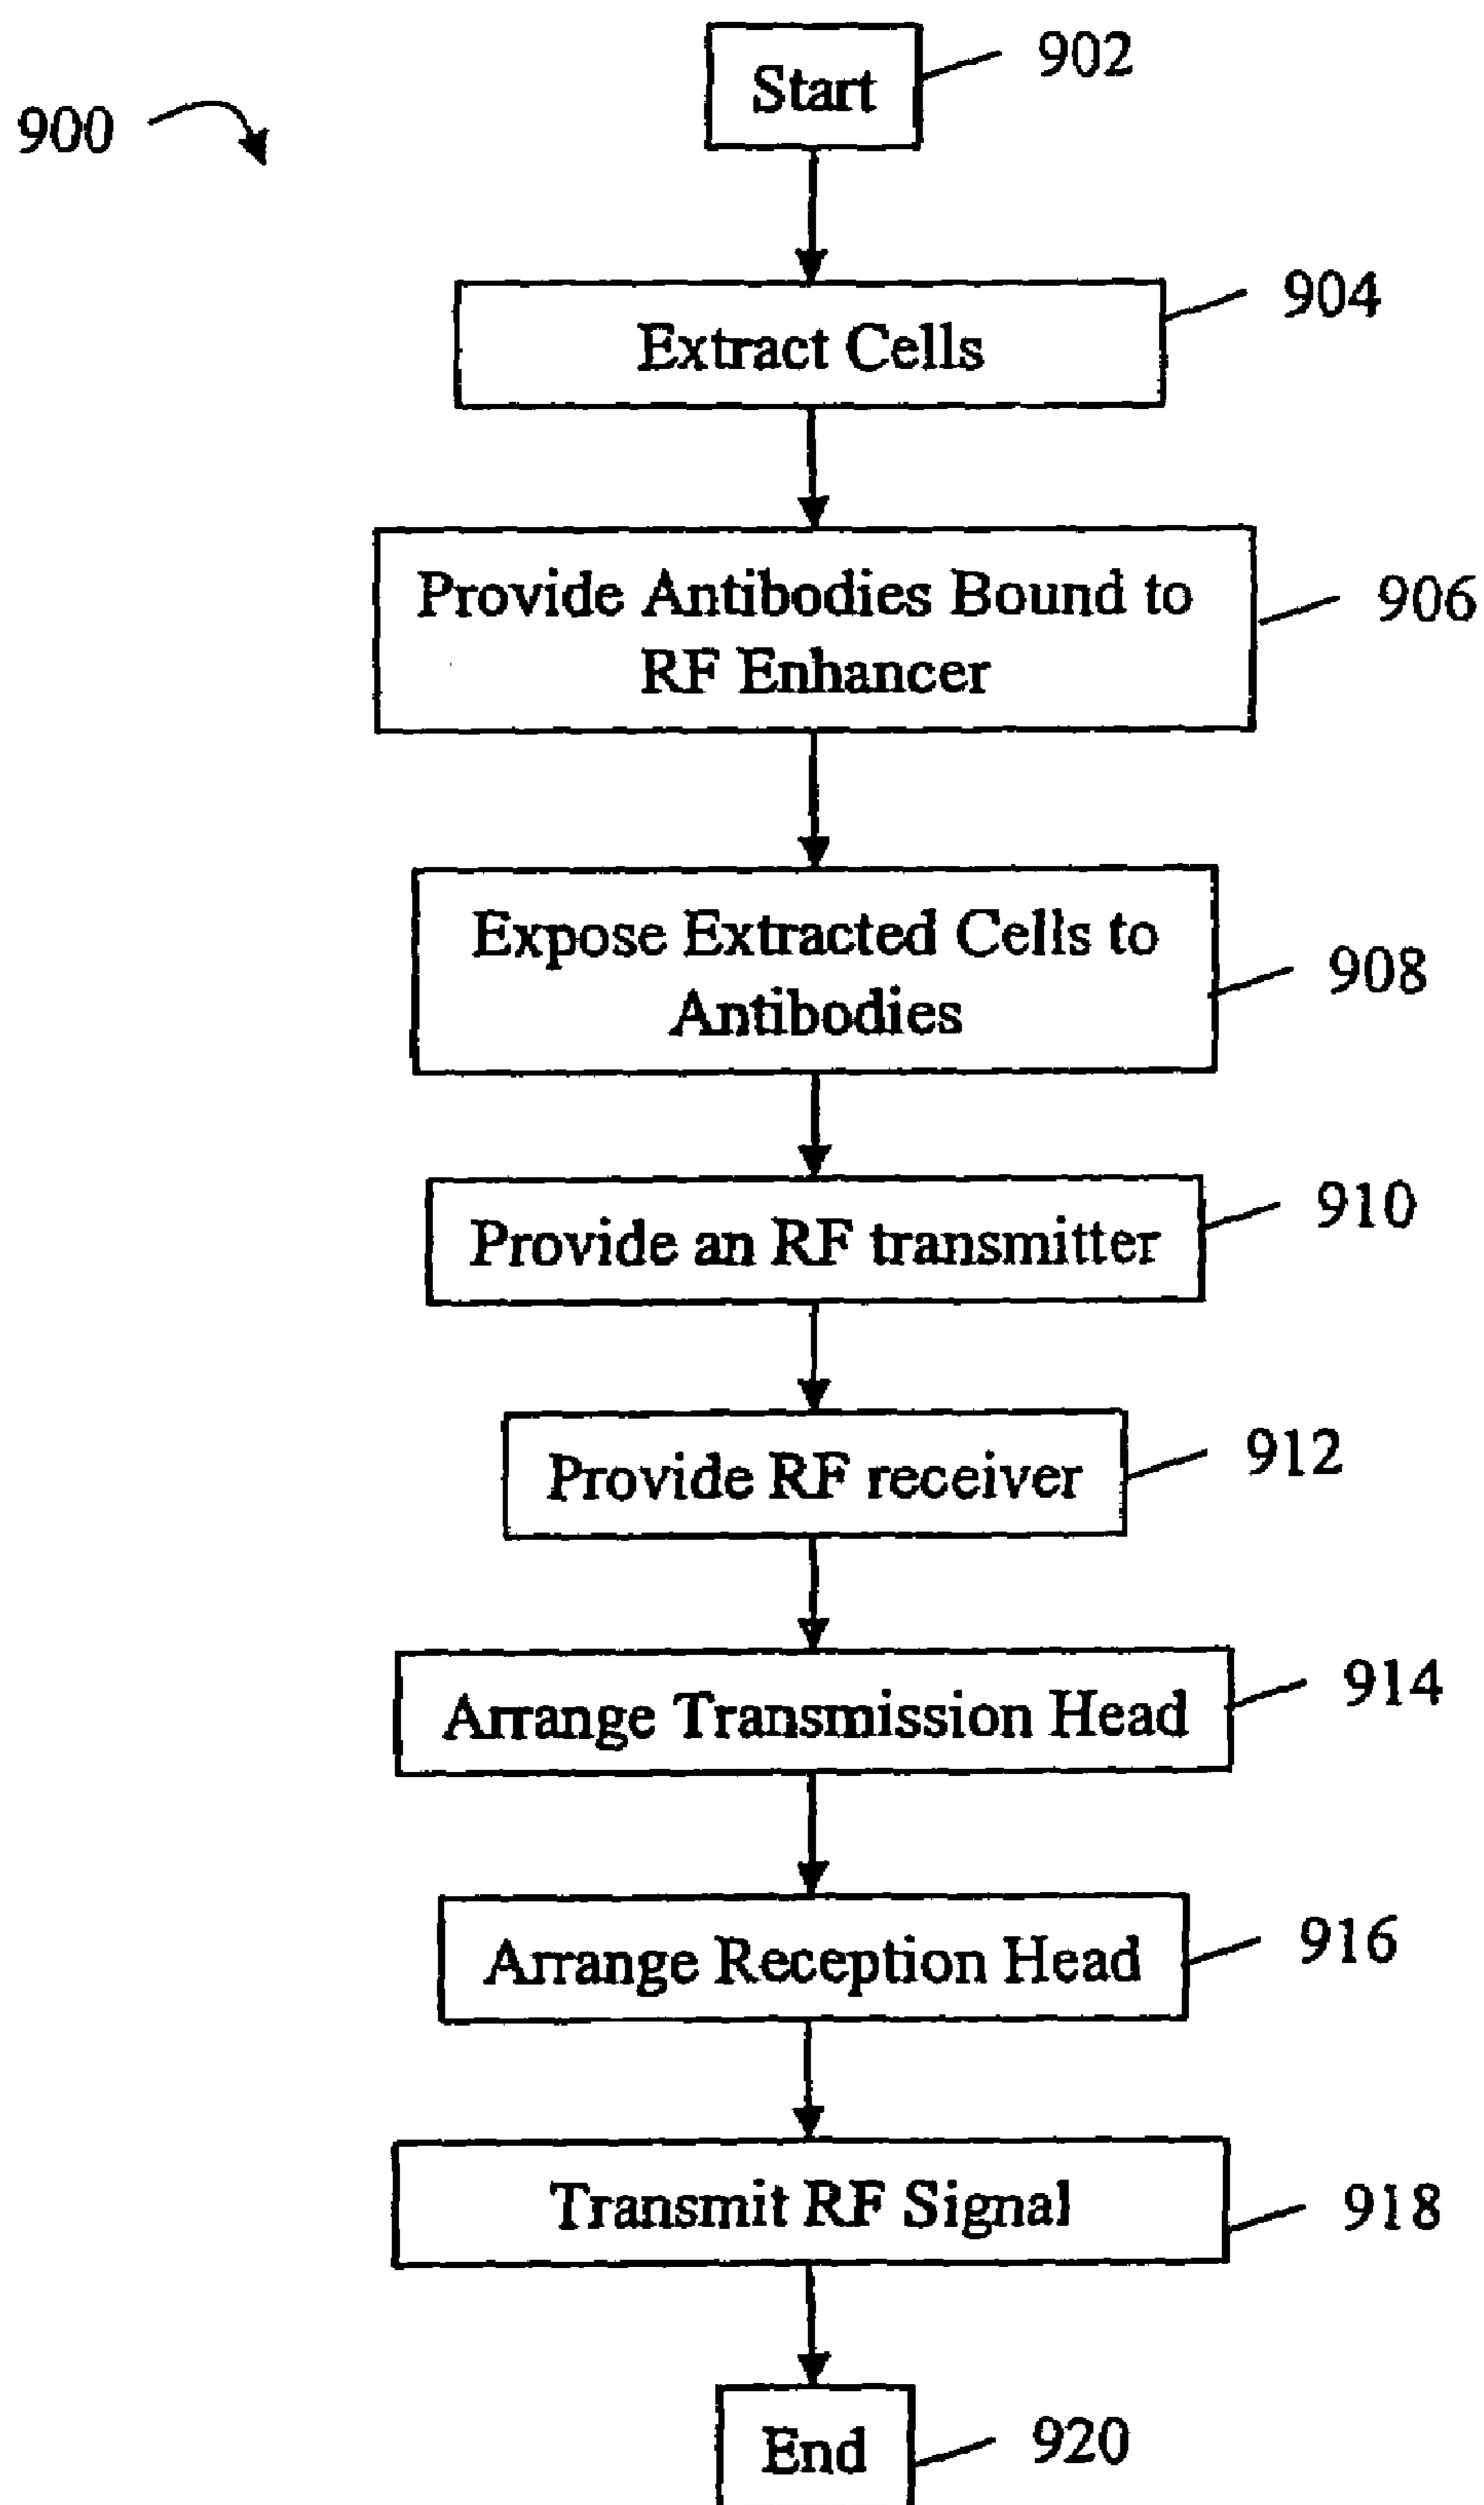 902
Start
900
904
Extract Cells
Provide Antibodies Bound to
906
RF Enhancer
Expose Extracted Cells to
908
Antibodies
910
Provide an RF transmitter
912
Provide RF receiver
914
Arrange Transmission Head
916
Arrange Reception Head
Transmit RF Signal
918
End
920